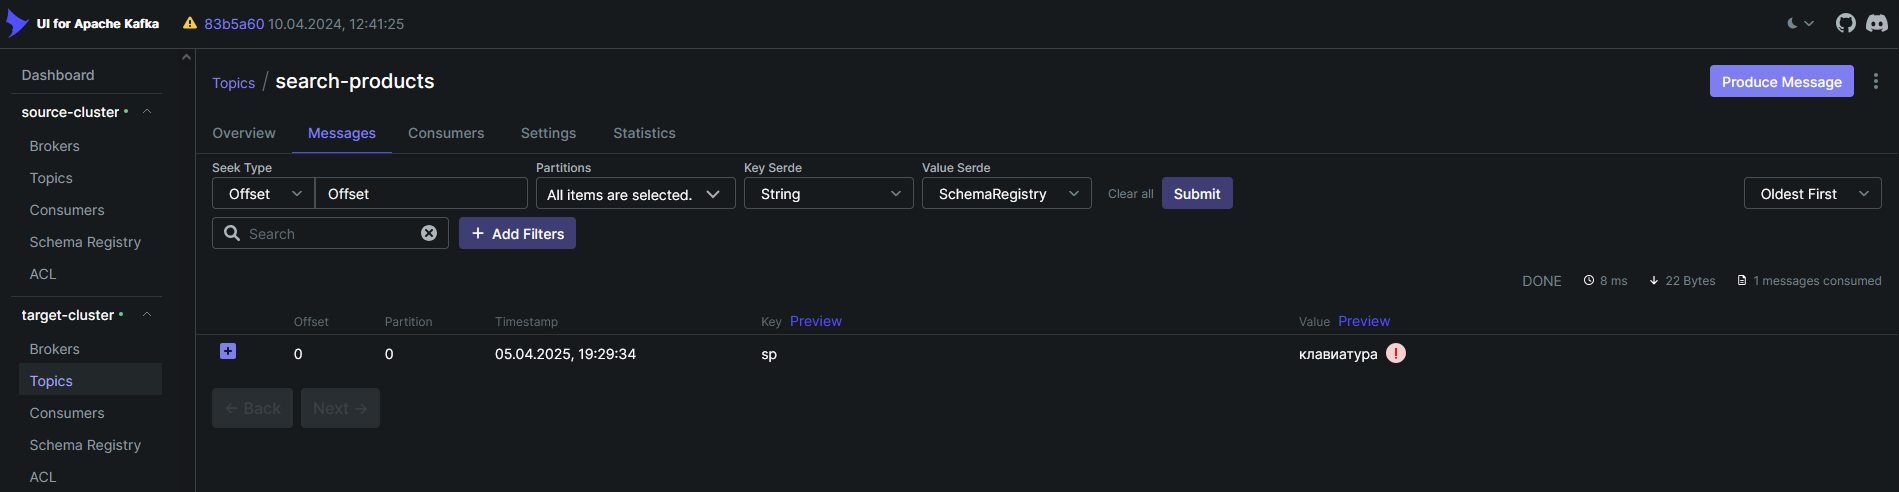 UI for Apache Kafka 83b5a60 10.04.2024, 12:41:25
Dashboard
source-cluster
Brokers
Topics
Consumers
Schema Registry
ACL
target-cluster
Brokers
Topics
Consumers
Schema Registry
ACL
Topics / search-products
Produce Message
Overview Messages Consumers Settings Statistics
Seek Type Partitions Key Serde Value Serde
Offset Offset All items are selected. String SchemaRegistry Clear all Submit Oldest First
Search + Add Filters
DONE 8 ms 22 Bytes 1 messages consumed
Offset Partition Timestamp Key Preview Value Preview
0 0 05.04.2025, 19:29:34 sp клавиатура !
← Back Next →